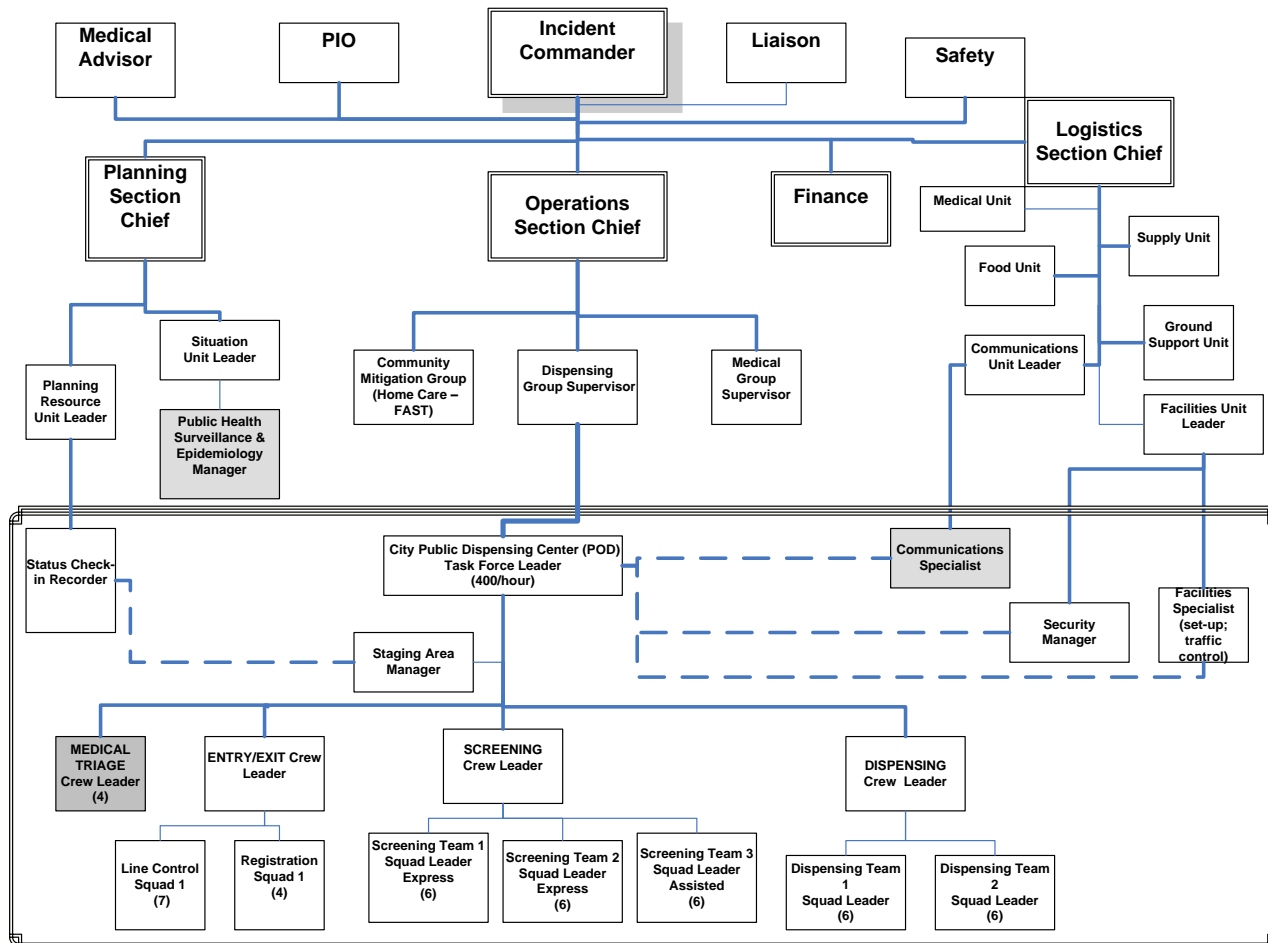 Medical
Advisor
PIO
Incident
Commander
Liaison
Safety
Logistics
Section Chief
Planning
Section
Chief
Operations
Section Chief
Finance
Medical Unit
Supply Unit
Food Unit
Ground
Support Unit
Communications
Unit Leader
Facilities Unit
Leader
Situation
Unit Leader
Planning
Resource
Unit Leader
Public Health
Surveillance &
Epidemiology
Manager
Community
Mitigation Group
(Home Care –
FAST)
Dispensing
Group Supervisor
Medical
Group
Supervisor
Status Check-
in Recorder
City Public Dispensing Center (POD)
Task Force Leader
(400/hour)
Communications
Specialist
Security
Manager
Facilities
Specialist
(set-up;
traffic
control)
Staging Area
Manager
MEDICAL
TRIAGE
Crew Leader
(4)
ENTRY/EXIT Crew
Leader
SCREENING
Crew Leader
DISPENSING
Crew Leader
Line Control
Squad 1
(7)
Registration
Squad 1
(4)
Screening Team 1
Squad Leader
Express
(6)
Screening Team 2
Squad Leader
Express
(6)
Screening Team 3
Squad Leader
Assisted
(6)
Dispensing Team
1
Squad Leader
(6)
Dispensing Team
2
Squad Leader
(6)